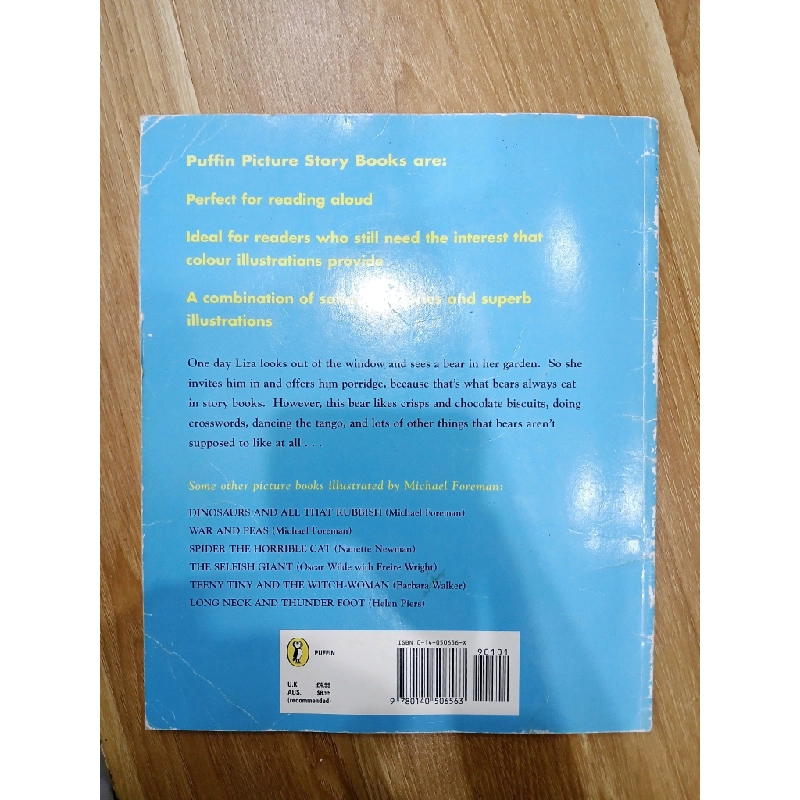 Puffin Picture Story Books are:
Perfect for reading aloud
Ideal for readers who still need the interest that
colour illustrations provide
A combination of and superb
illustrations
One day Liza looks out of the window and sees a bear in her garden. So she
invites him in and offers him porridge, because that's what bears always eat
in story books. However, this bear likes crisps and chocolate biscuits, doing
crosswords, dancing the tango, and lots of other things that bears aren't
supposed to like at all . . .
Some other picture books illustrated by Michael Foreman:
DINOSAURS AND ALL THAT RUBBISH (Michael Foreman)
WAR AND PEAS (Michael Foreman)
SPIDER THE HORRIBLE CAT (Nanette Newman)
THE SELFISH GIANT (Oscar Wilde with Freire Wright)
TEENY TINY AND THE WITCH-WOMAN (Barbara Walker)
LONG NECK AND THUNDER FOOT (Helen Piers)
PUFFIN
U.K. £4.99
AUS.
(recommended)
ISBN 0-14-050656-X
90101
9 780140 506563